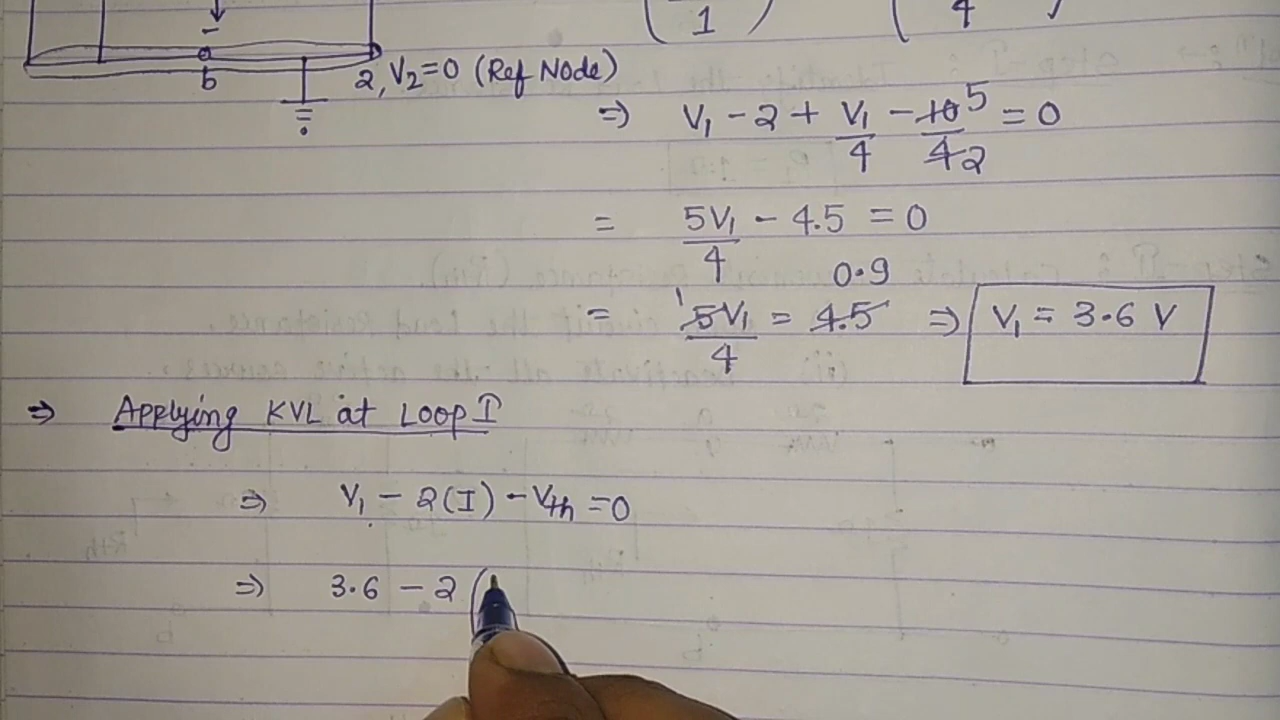 1 4
b 2, V₂=0 (Ref Node)
⇒ V₁ - 2 + V₁/4 - 10/4 5/2 = 0
= 5V₁/4 - 4.5 = 0
0.9
= 1 5V₁/4 = 4.5 ⇒ V₁ = 3.6 V
⇒ Applying KVL at Loop I
⇒ V₁ - 2(I) - Vth = 0
⇒ 3.6 - 2 (